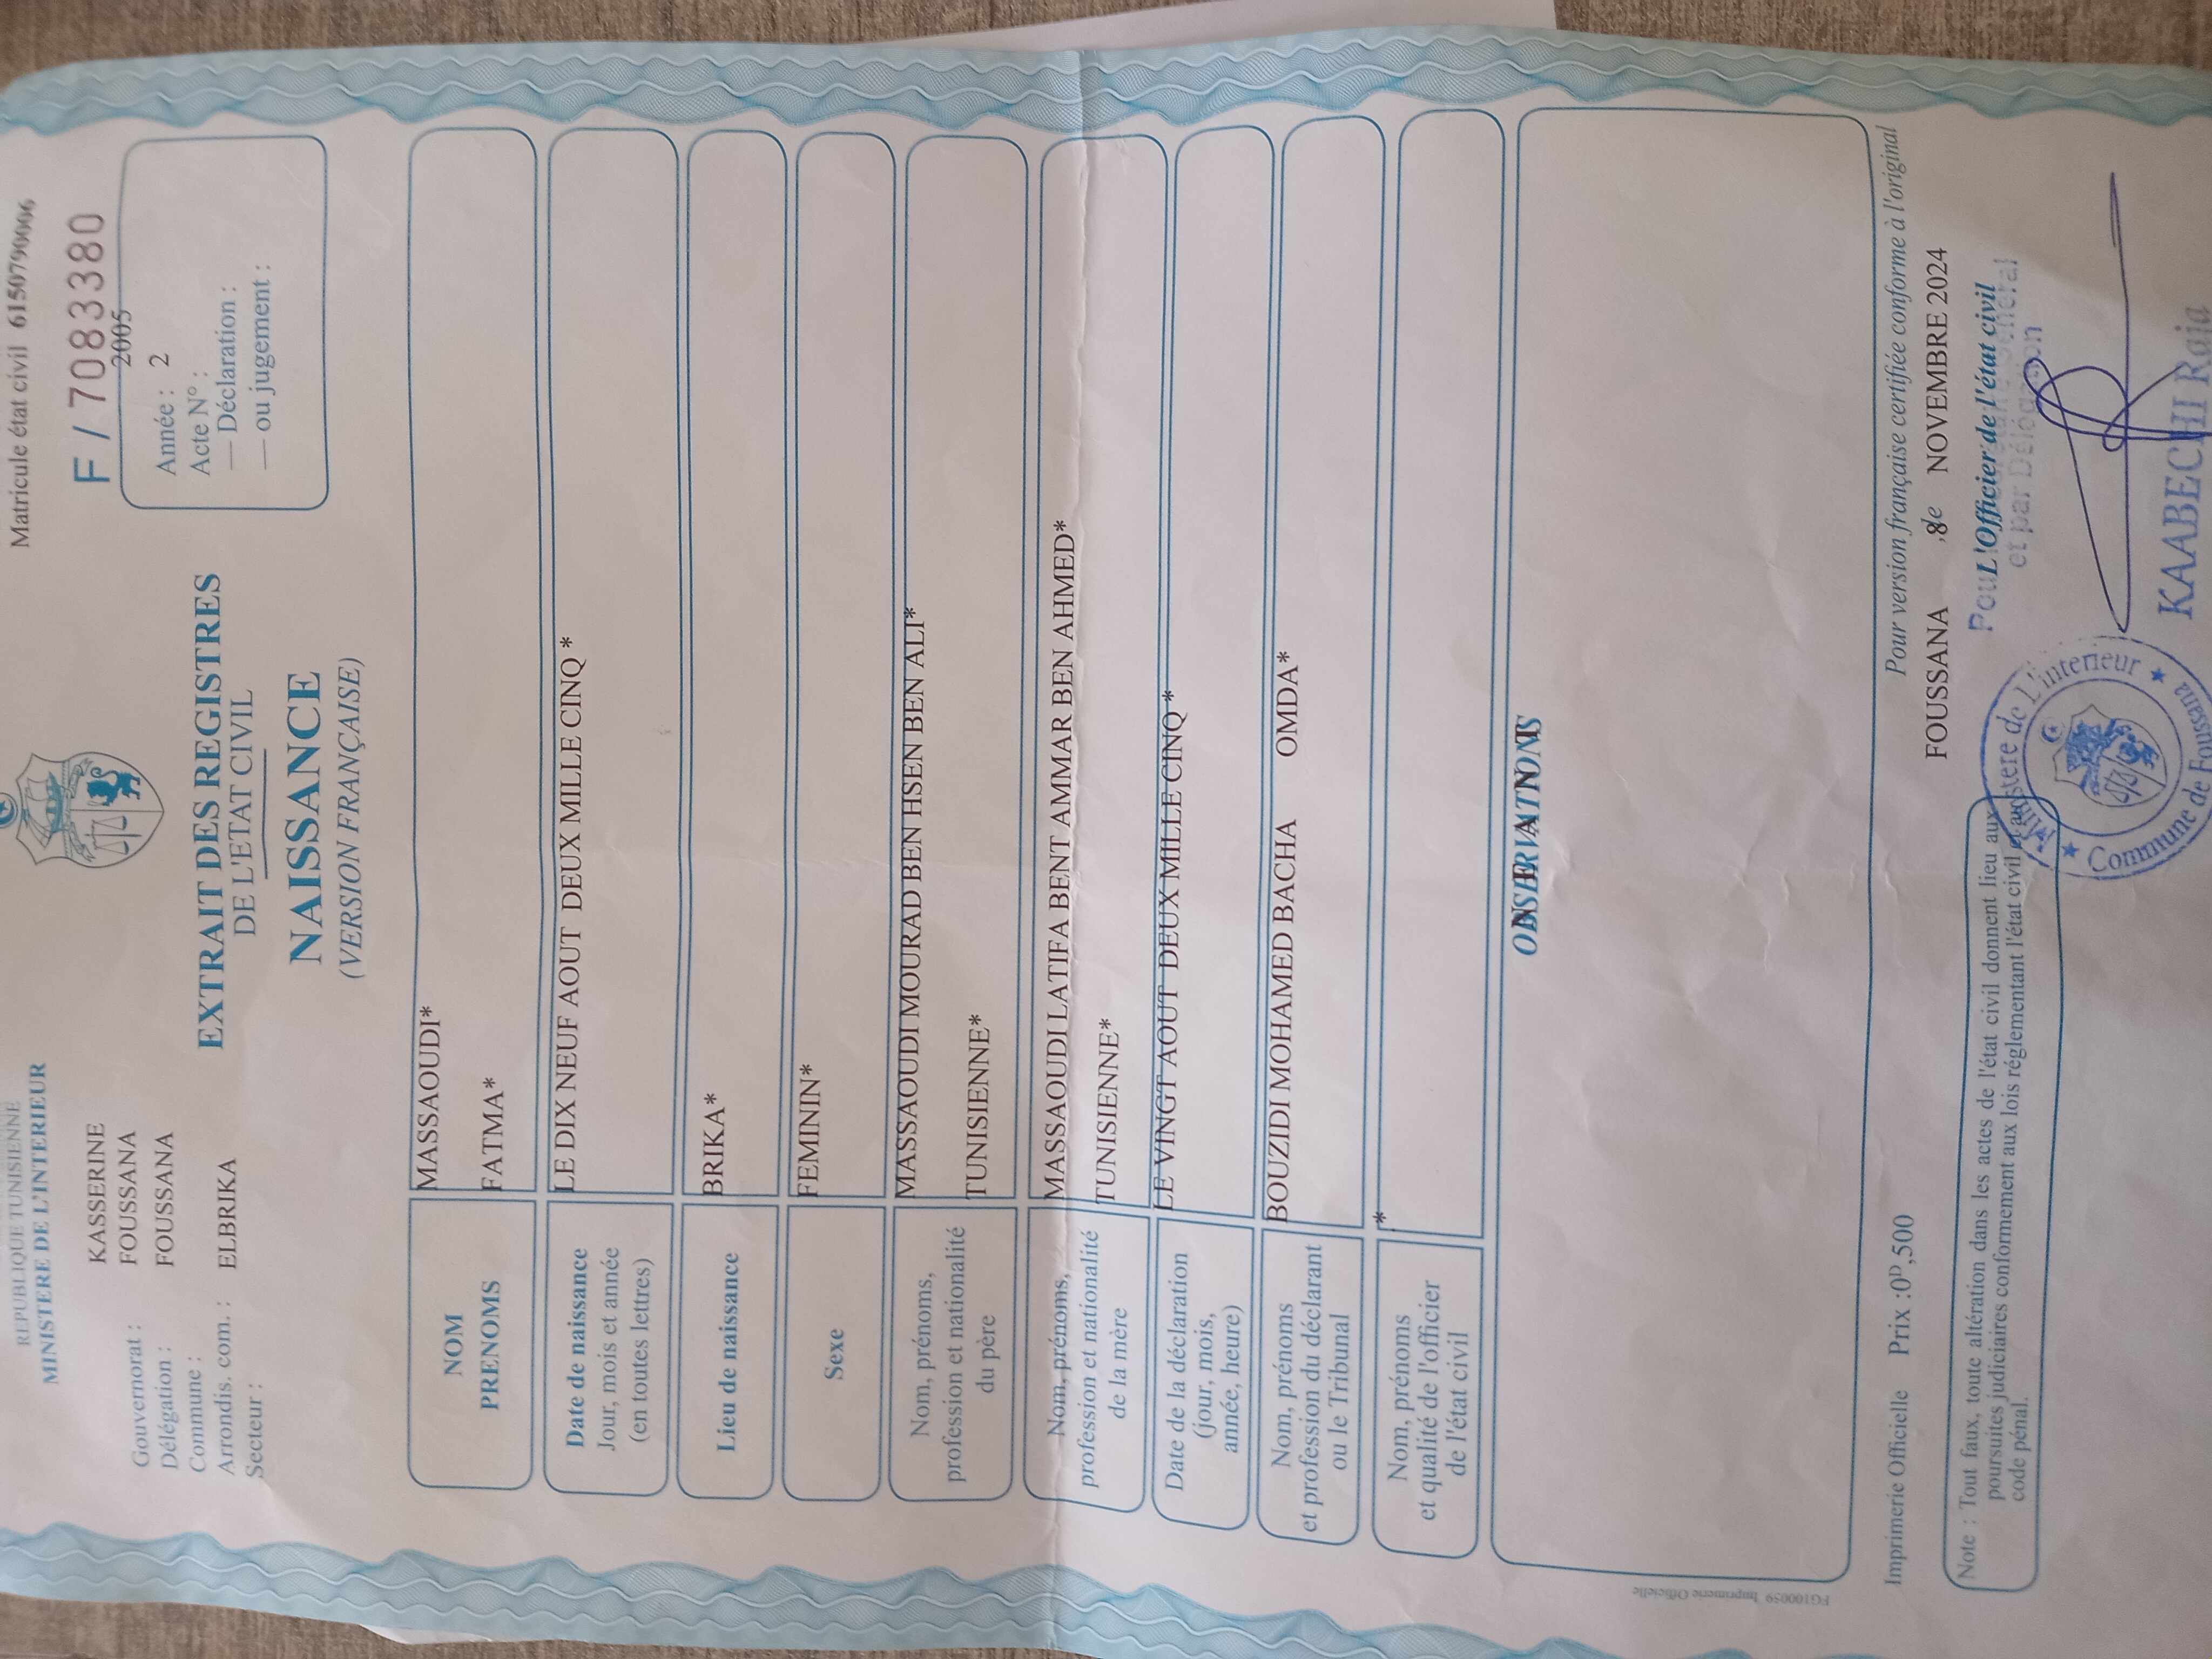 REPUBLIQUE TUNISIENNE
MINISTERE DE L'INTERIEUR
Matricule état civil 6150799006
F / 7083380
2005
Gouvernorat : KASSERINE
Délégation : FOUSSANA
Commune : FOUSSANA
Arrondis. com. :
Secteur : ELBRIKA
Année : 2
Acte N° :
— Déclaration :
— ou jugement :
EXTRAIT DES REGISTRES
DE L'ETAT CIVIL
NAISSANCE
(VERSION FRANÇAISE)
NOM
PRENOMS
MASSAOUDI*
FATMA*
Date de naissance
Jour, mois et année
(en toutes lettres)
LE DIX NEUF AOUT DEUX MILLE CINQ *
Lieu de naissance
BRIKA*
Sexe
FEMININ*
Nom, prénoms,
profession et nationalité
du père
MASSAOUDI MOURAD BEN HSEN BEN ALI*
TUNISIENNE*
Nom, prénoms,
profession et nationalité
de la mère
MASSAOUDI LATIFA BENT AMMAR BEN AHMED*
TUNISIENNE*
Date de la déclaration
(jour, mois,
année, heure)
LE VINGT AOUT DEUX MILLE CINQ *
Nom, prénoms
et profession du déclarant
ou le Tribunal
BOUZIDI MOHAMED BACHA OMDA*
Nom, prénoms
et qualité de l'officier
de l'état civil
*
OBSERVATIONS
FG100059 Imprimerie Officielle
Imprimerie Officielle Prix :0D,500
Pour version française certifiée conforme à l'original
FOUSSANA ,8 le NOVEMBRE 2024
L'Officier de l'état civil
et par Délégation
Note : Tout faux, toute altération dans les actes de l'état civil donnent lieu aux
poursuites judiciaires conformement aux lois réglementant l'état civil
code pénal.
Ministere de L'interieur
Commune de Foussana
KAABECHI Raja